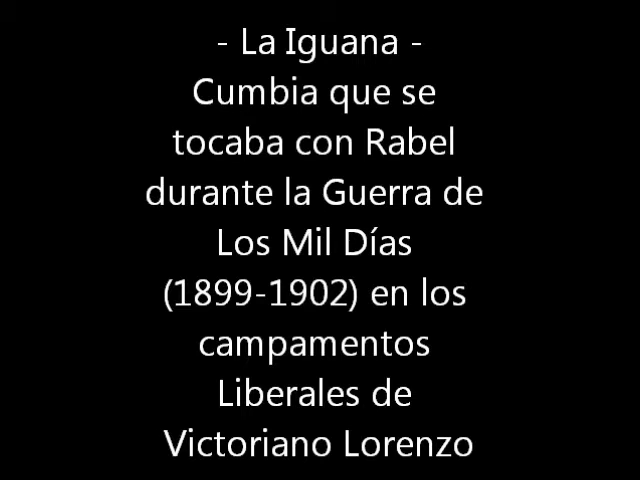 - La Iguana -
Cumbia que se
tocaba con Rabel
durante la Guerra de
Los Mil Días
(1899-1902) en los
campamentos
Liberales de
Victoriano Lorenzo